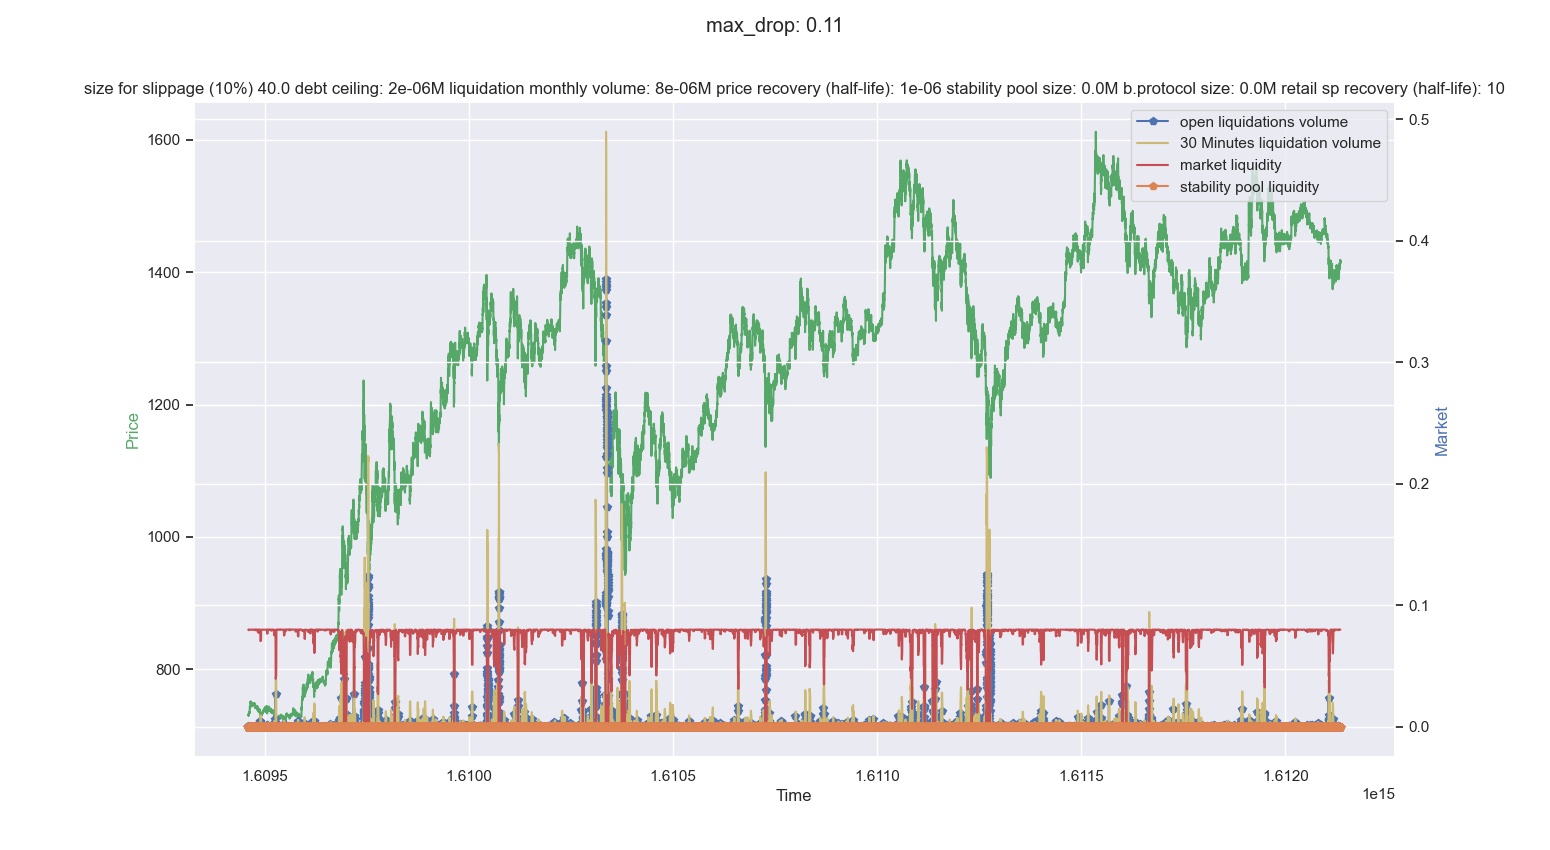 max_drop: 0.11
size for slippage (10%) 40.0 debt ceiling: 2e-06M liquidation monthly volume: 8e-06M price recovery (half-life): 1e-06 stability pool size: 0.0M b.protocol size: 0.0M retail sp recovery (half-life): 10
open liquidations volume
30 Minutes liquidation volume
market liquidity
stability pool liquidity
1600
1400
1200
1000
800
Price
0.5
0.4
0.3
0.2
0.1
0.0
Market
1.6095 1.6100 1.6105 1.6110 1.6115 1.6120
1e15
Time